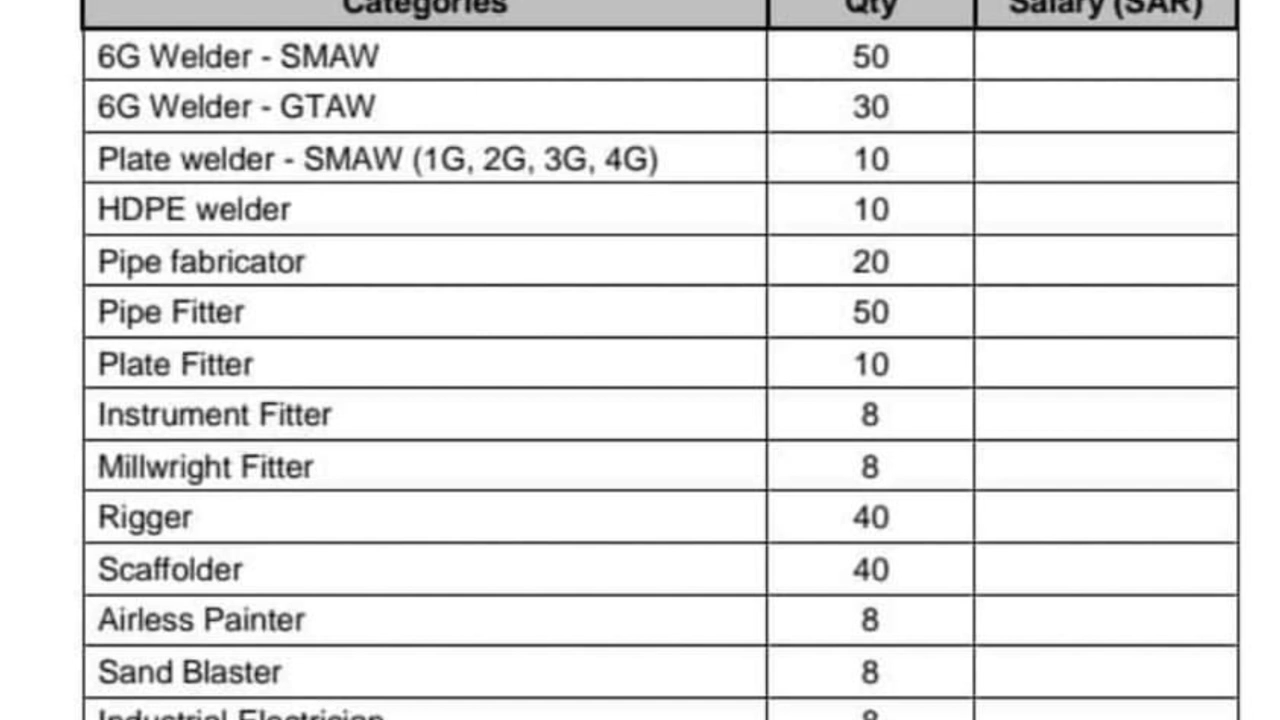 Categories Qty Salary (SAR)
6G Welder - SMAW 50
6G Welder - GTAW 30
Plate welder - SMAW (1G, 2G, 3G, 4G) 10
HDPE welder 10
Pipe fabricator 20
Pipe Fitter 50
Plate Fitter 10
Instrument Fitter 8
Millwright Fitter 8
Rigger 40
Scaffolder 40
Airless Painter 8
Sand Blaster 8
Industrial Electrician 8